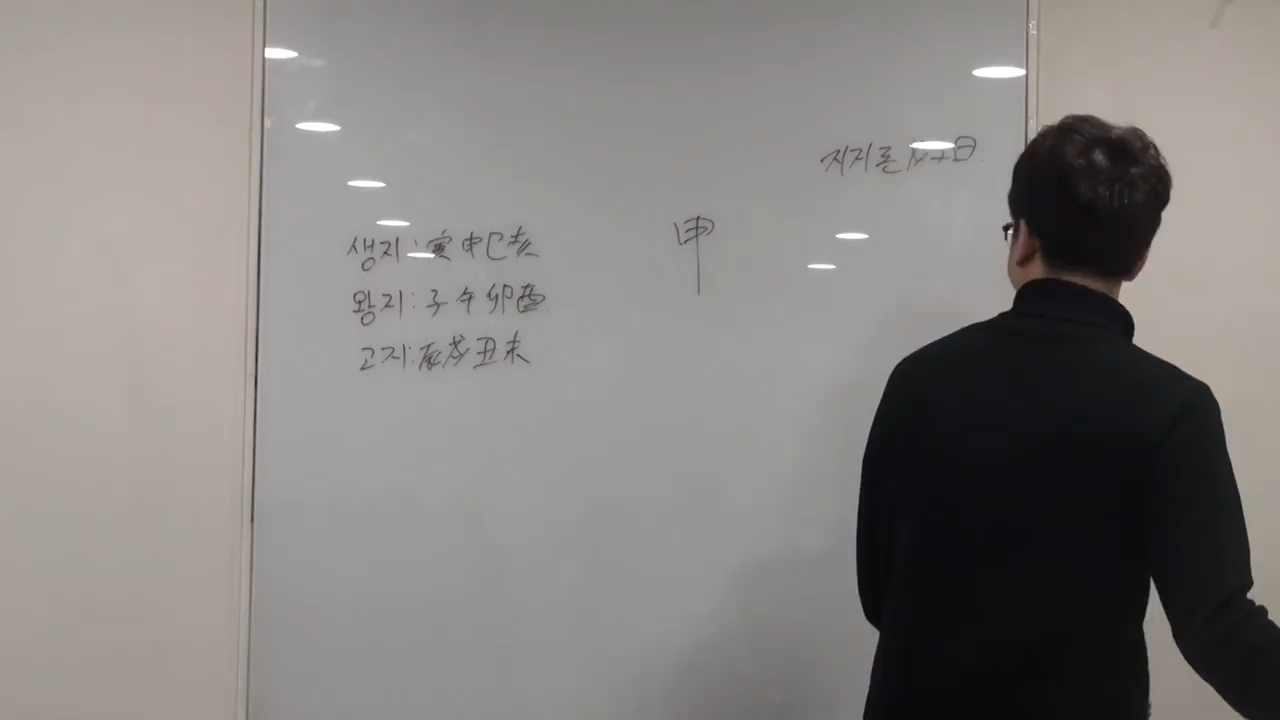 지지론
생지: 寅申巳亥
甲
왕지: 子午卯酉
고지: 辰戌丑未